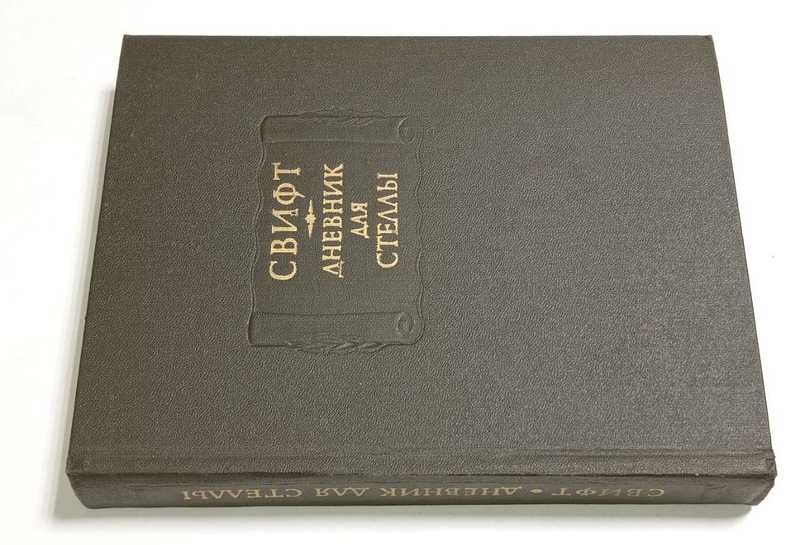 СВИФТ
ДНЕВНИК
ДЛЯ
СТЕЛЛЫ
СВИФТ • ДНЕВНИК ДЛЯ СТЕЛЛЫ